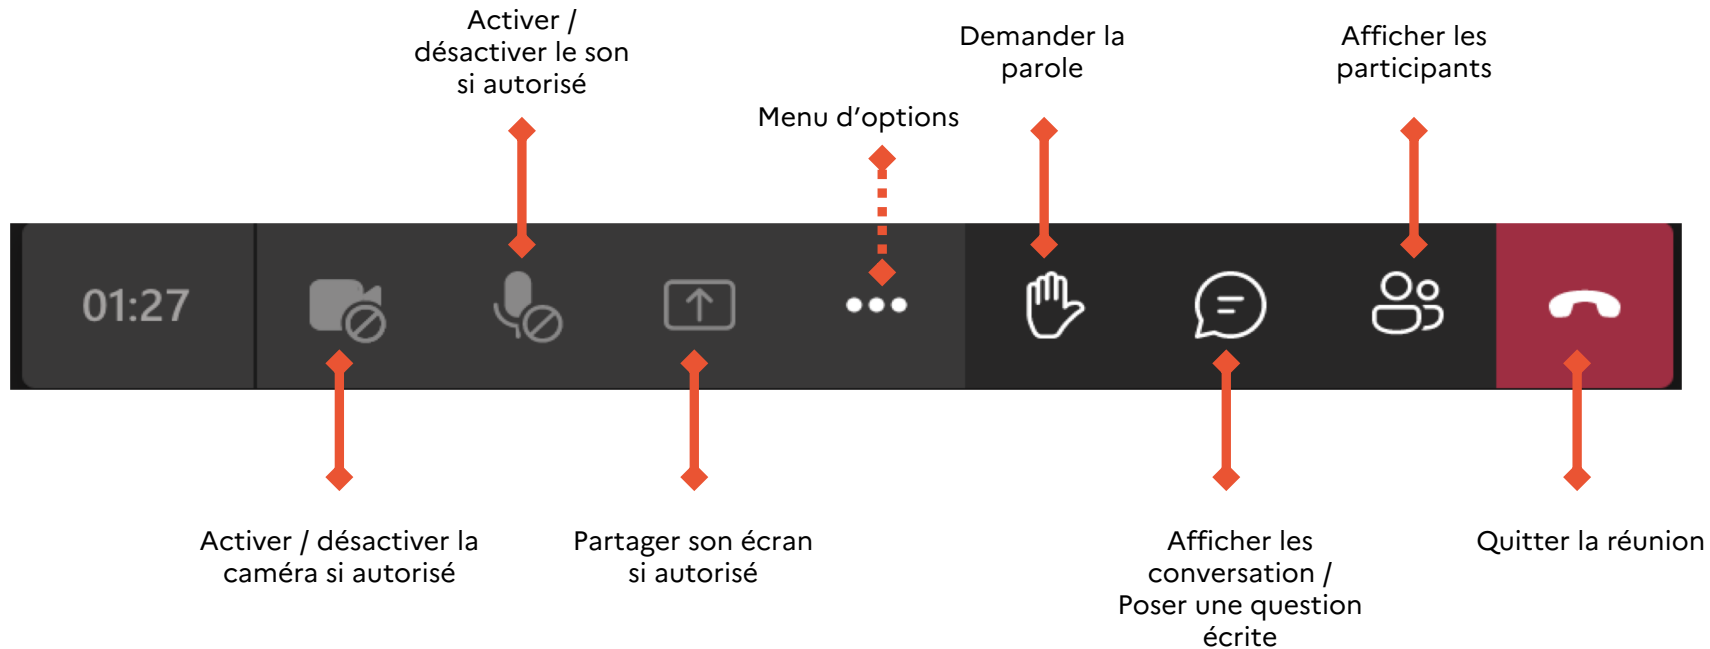 Activer /
désactiver le son
si autorisé
Menu d’options
Demander la
parole
Afficher les
participants
01:27
Activer / désactiver la
caméra si autorisé
Partager son écran
si autorisé
Afficher les
conversation /
Poser une question
écrite
Quitter la réunion